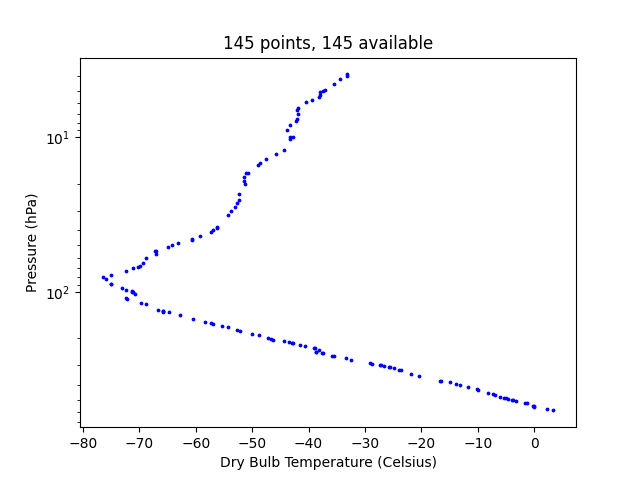 145 points, 145 available
10¹
10²
Pressure (hPa)
−80 −70 −60 −50 −40 −30 −20 −10 0
Dry Bulb Temperature (Celsius)